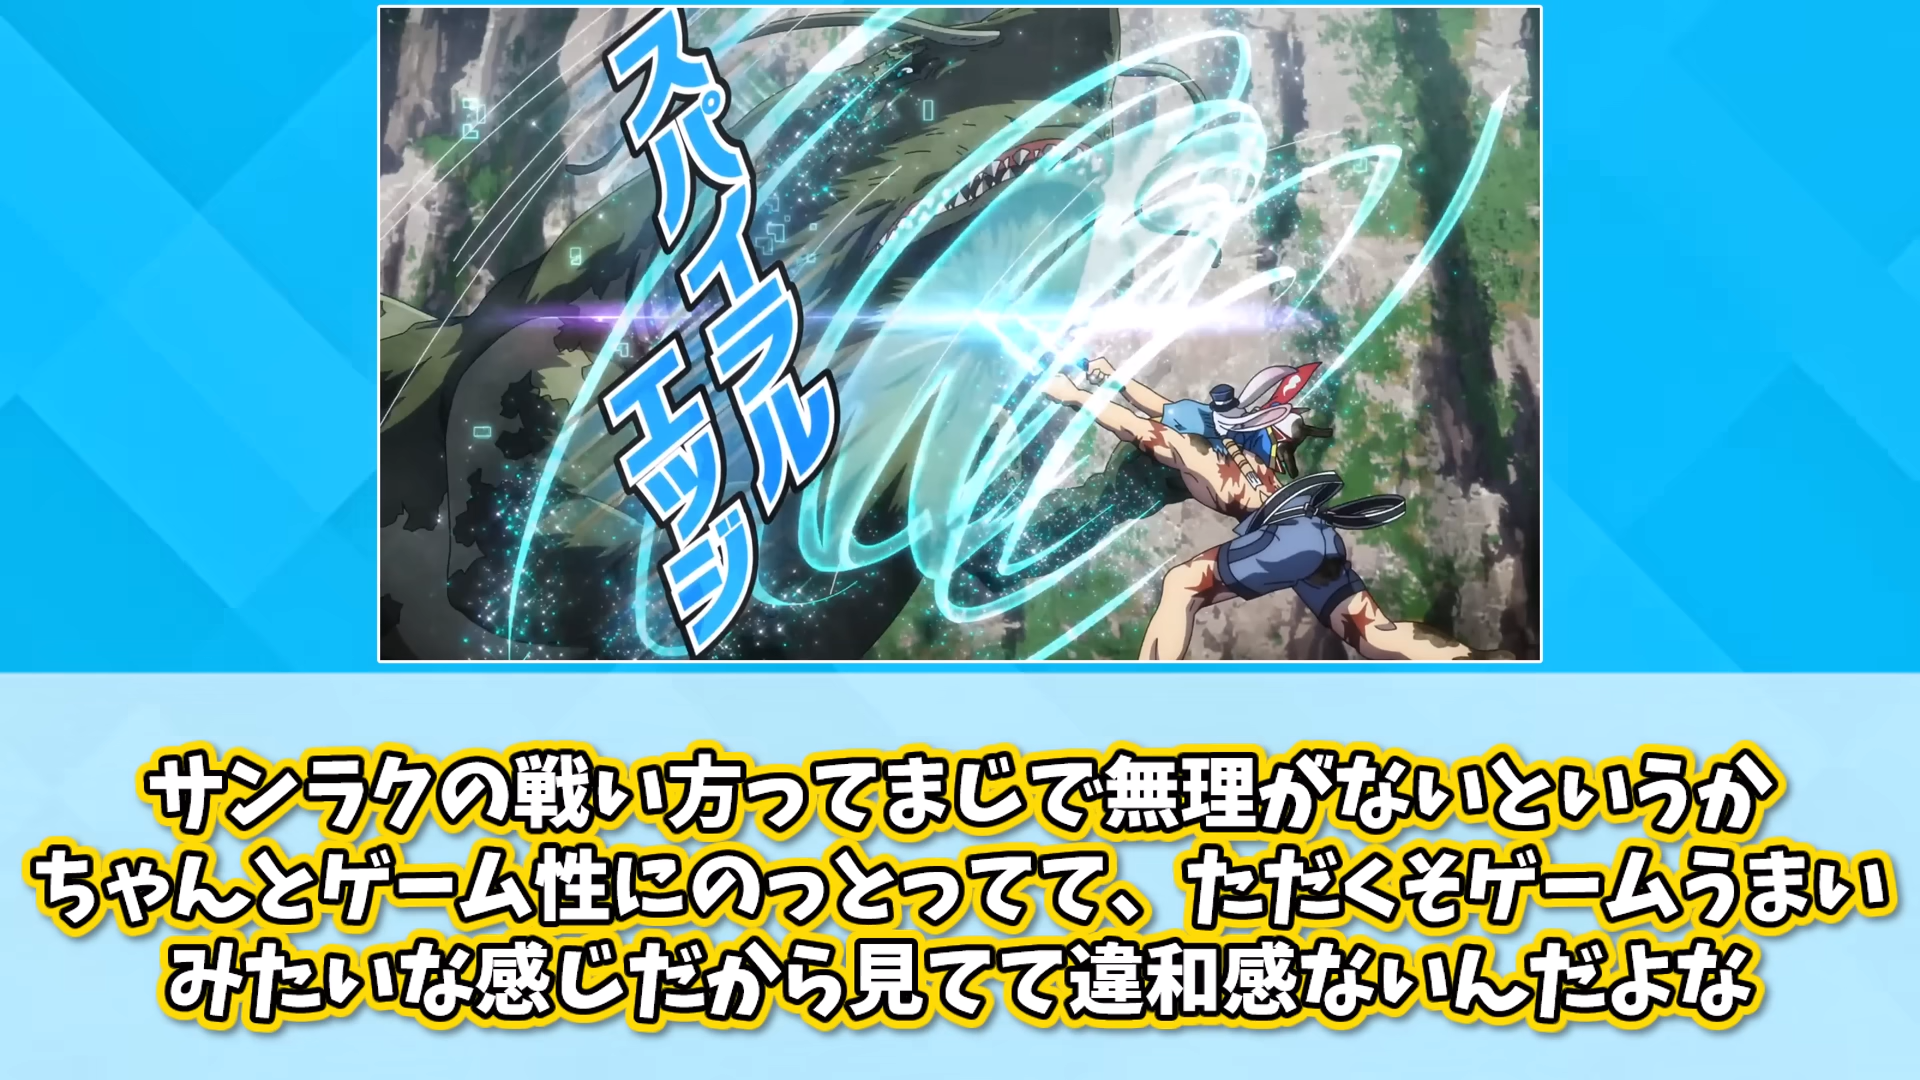 スパイラル
エッジ
サンラクの戦い方ってまじで無理がないというか
ちゃんとゲーム性にのっとってて、ただくそゲームうまい
みたいな感じだから見てて違和感ないんだよな